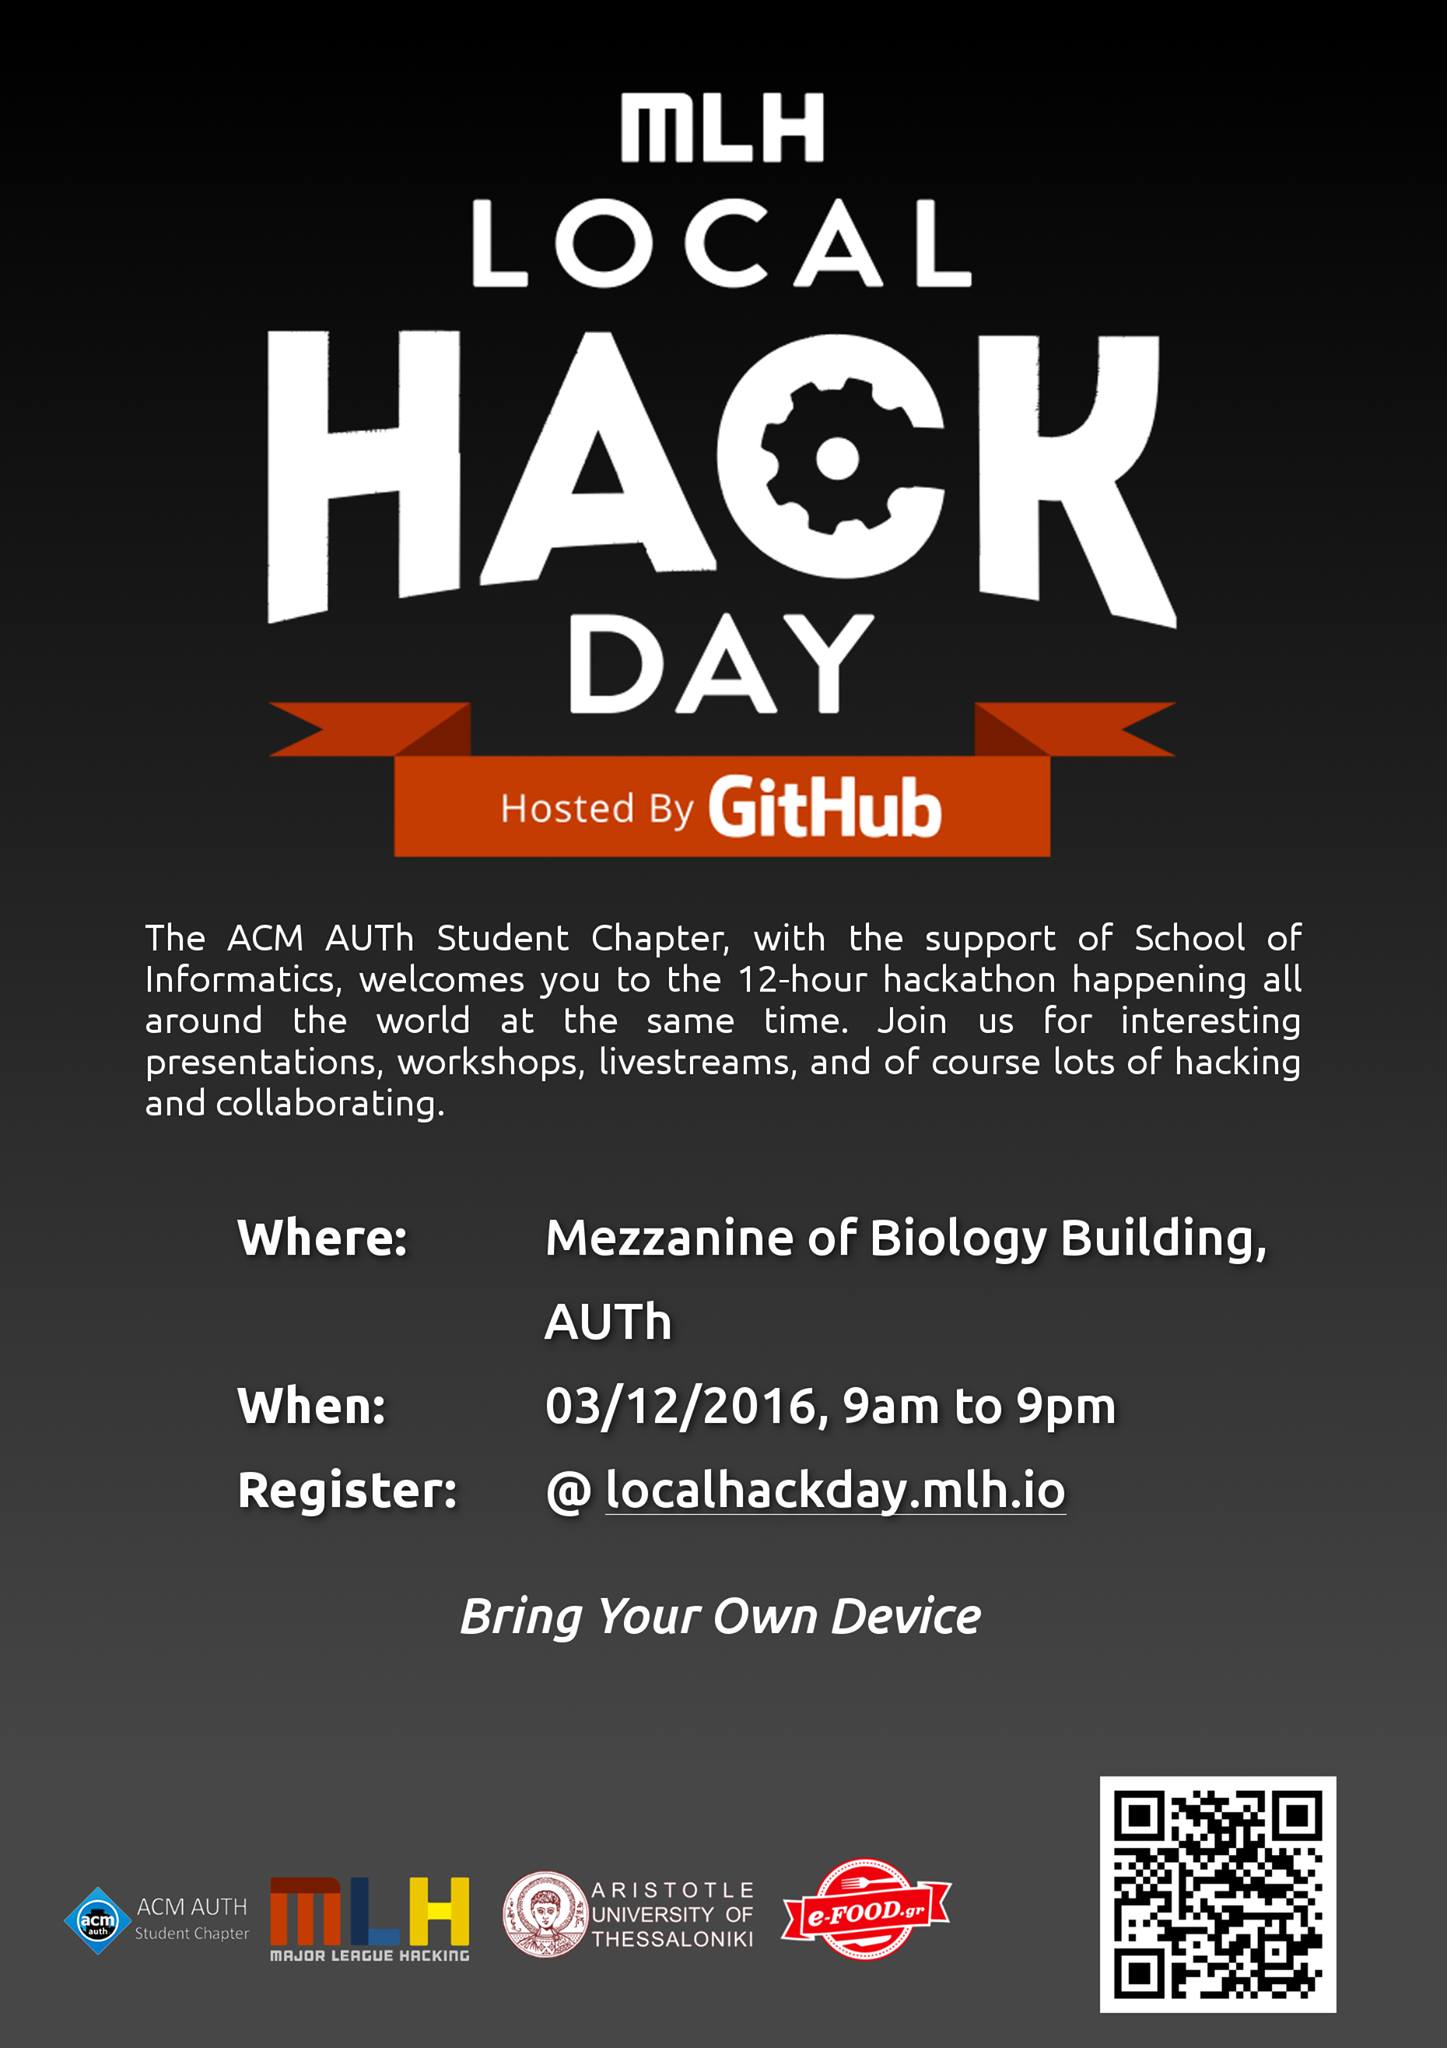 MLH
LOCAL
HACK
DAY
Hosted By GitHub
The ACM AUTh Student Chapter, with the support of School of
Informatics, welcomes you to the 12-hour hackathon happening all
around the world at the same time. Join us for interesting
presentations, workshops, livestreams, and of course lots of hacking
and collaborating.
Where: Mezzanine of Biology Building,
AUTh
When: 03/12/2016, 9am to 9pm
Register: @ localhackday.mlh.io
Bring Your Own Device
acm
auth
ACM AUTH
Student Chapter
MLH
MAJOR LEAGUE HACKING
ARISTOTLE
UNIVERSITY OF
THESSALONIKI
e-FOOD.gr